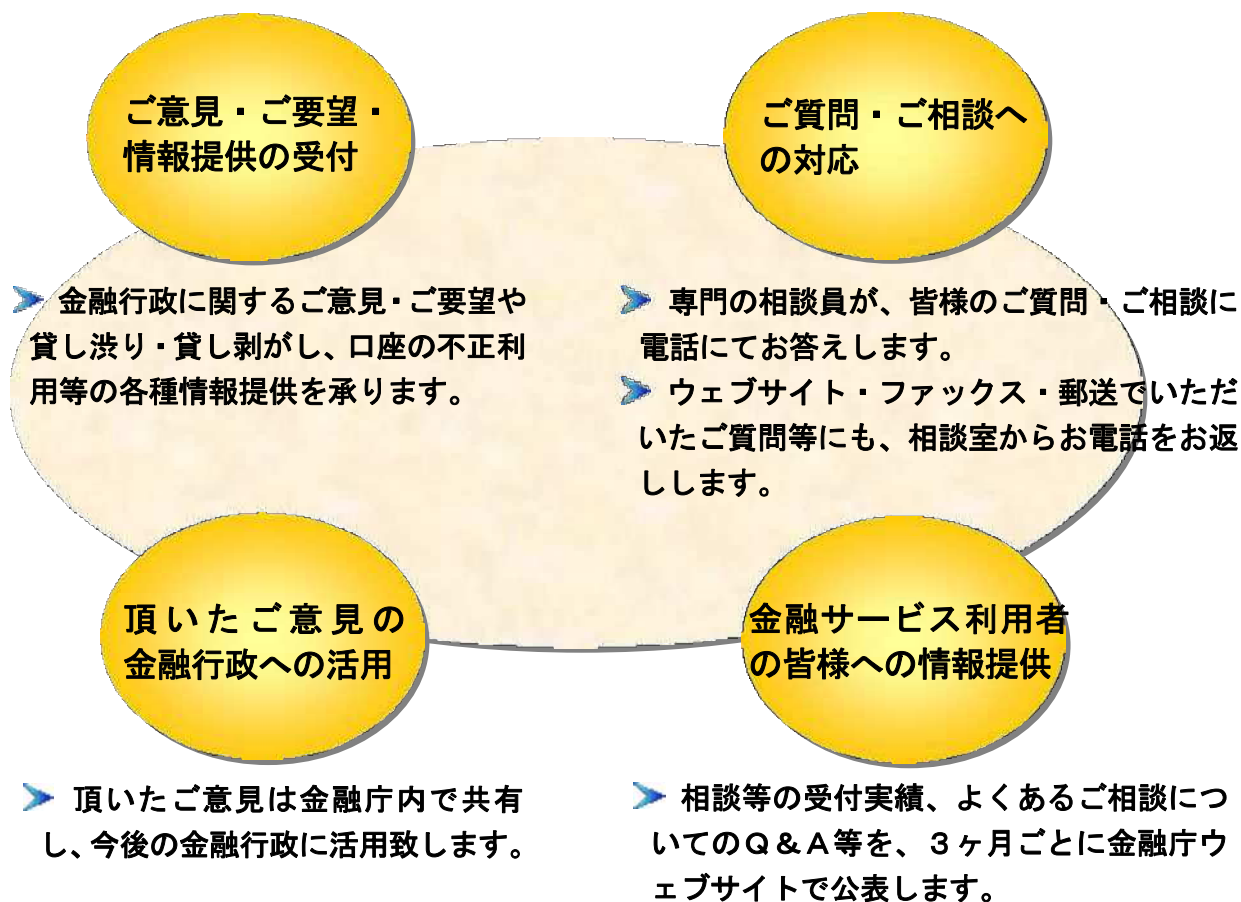 ご意見・ご要望・
情報提供の受付
ご質問・ご相談へ
の対応
金融行政に関するご意見・ご要望や
貸し渋り・貸し剥がし、口座の不正利
用等の各種情報提供を承ります。
専門の相談員が、皆様のご質問・ご相談に
電話にてお答えします。
ウェブサイト・ファックス・郵送でいただ
いたご質問等にも、相談室からお電話をお返
しします。
頂いたご意見の
金融行政への活用
金融サービス利用者
の皆様への情報提供
頂いたご意見は金融庁内で共有
し、今後の金融行政に活用致します。
相談等の受付実績、よくあるご相談につ
いてのＱ＆Ａ等を、３ヶ月ごとに金融庁ウ
ェブサイトで公表します。